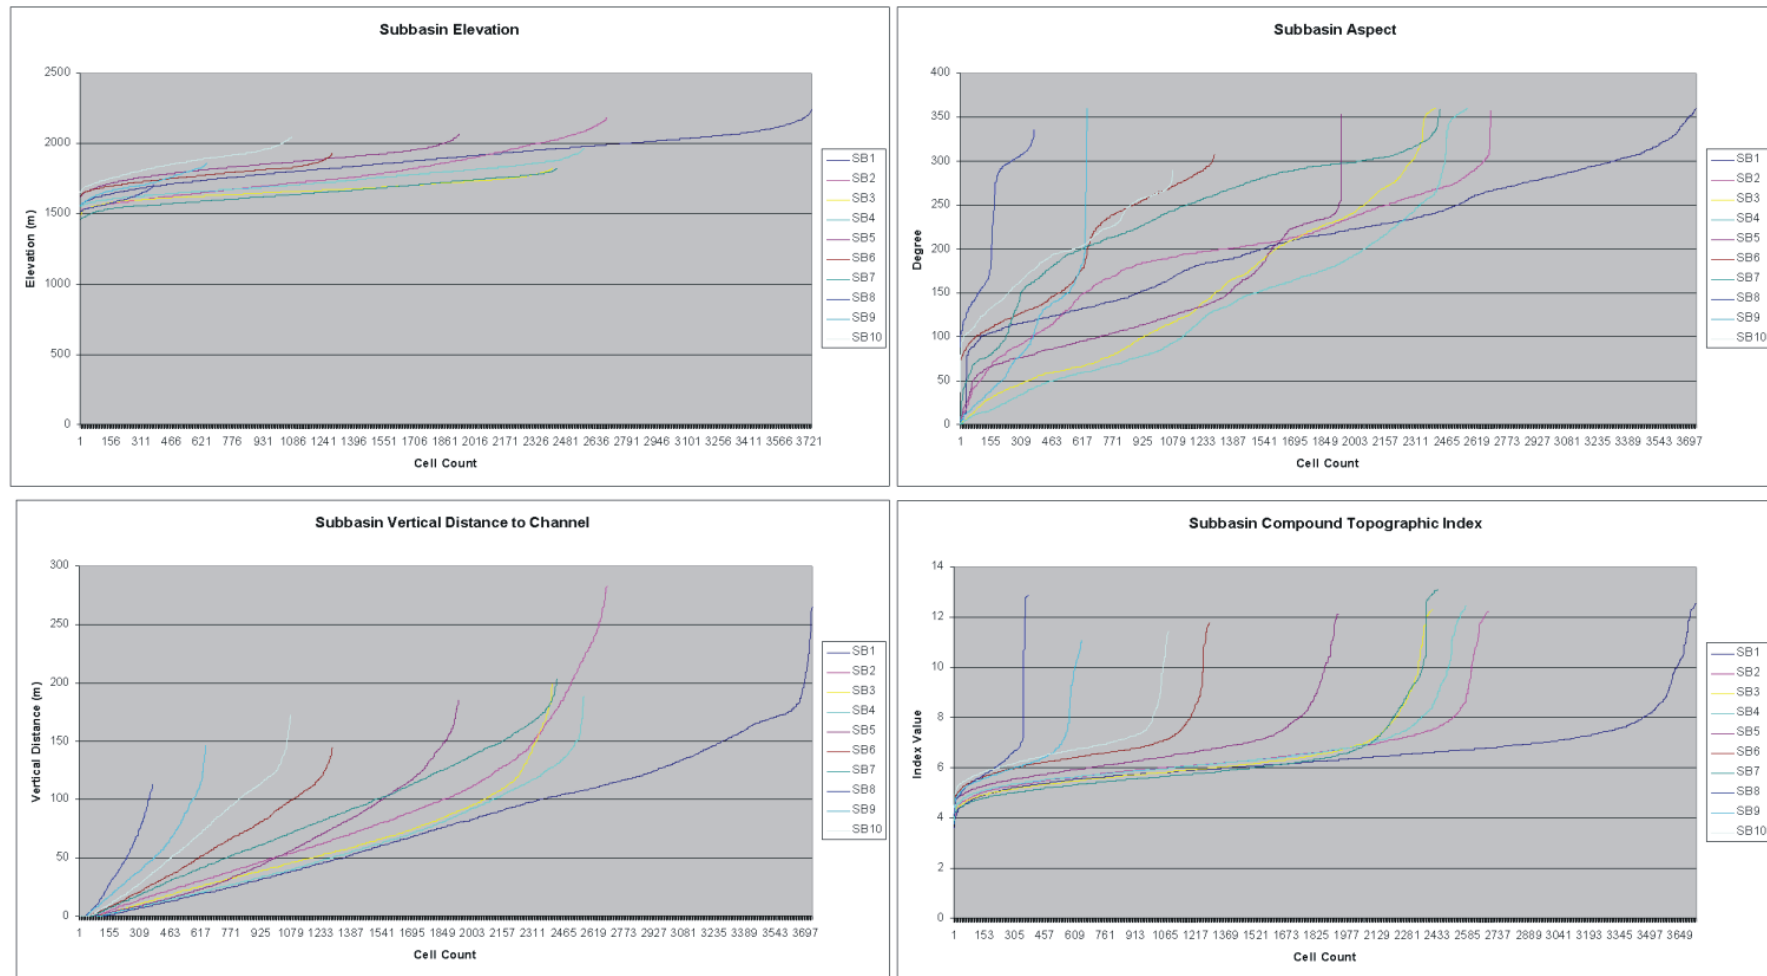 Subbasin Elevation
2500
2000
1500
1000
500
0
Elevation (m)
1 156 311 466 621 776 931 1086 1241 1396 1551 1706 1861 2016 2171 2326 2481 2636 2791 2946 3101 3256 3411 3566 3721
Cell Count
SB1
SB2
SB3
SB4
SB5
SB6
SB7
SB8
SB9
SB10
Subbasin Aspect
400
350
300
250
200
150
100
50
0
Degree
1 155 309 463 617 771 925 1079 1233 1387 1541 1695 1849 2003 2157 2311 2465 2619 2773 2927 3081 3235 3389 3543 3697
Cell Count
SB1
SB2
SB3
SB4
SB5
SB6
SB7
SB8
SB9
SB10
Subbasin Vertical Distance to Channel
300
250
200
150
100
50
0
Vertical Distance (m)
1 155 309 463 617 771 925 1079 1233 1387 1541 1695 1849 2003 2157 2311 2465 2619 2773 2927 3081 3235 3389 3543 3697
Cell Count
SB1
SB2
SB3
SB4
SB5
SB6
SB7
SB8
SB9
SB10
Subbasin Compound Topographic Index
14
12
10
8
6
4
2
0
Index Value
1 153 305 457 609 761 913 1065 1217 1369 1521 1673 1825 1977 2129 2281 2433 2585 2737 2889 3041 3193 3345 3497 3649
Cell Count
SB1
SB2
SB3
SB4
SB5
SB6
SB7
SB8
SB9
SB10